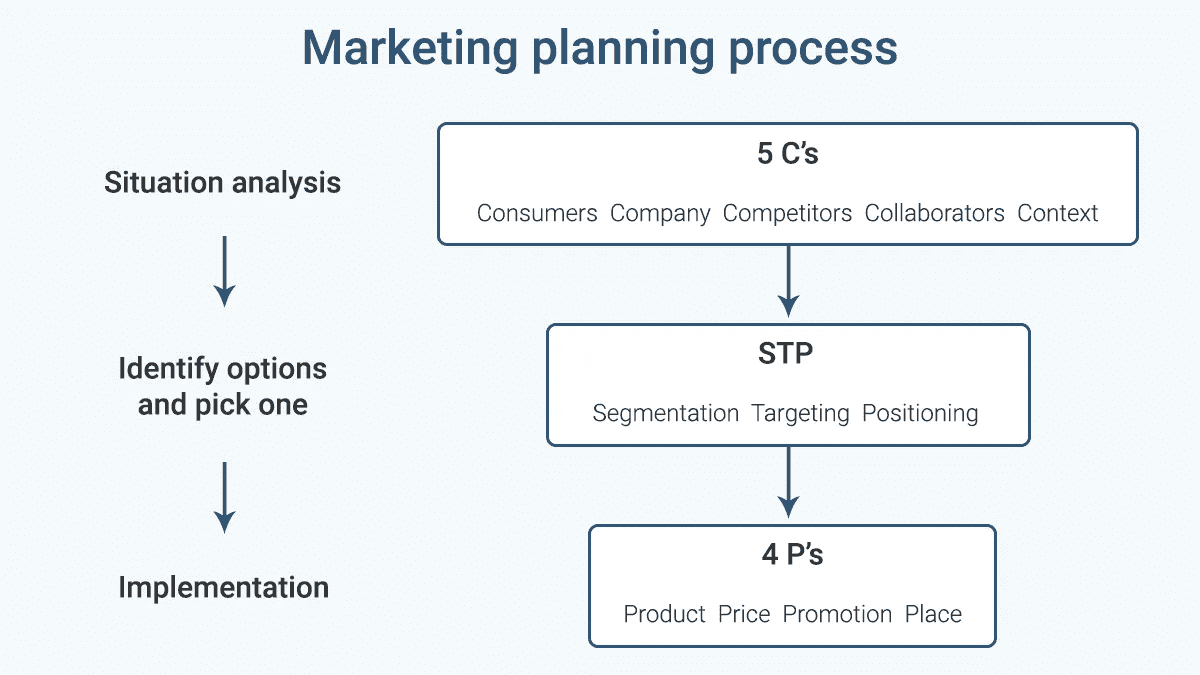 Marketing planning process
Situation analysis
5 C’s
Consumers Company Competitors Collaborators Context
Identify options
and pick one
STP
Segmentation Targeting Positioning
Implementation
4 P’s
Product Price Promotion Place